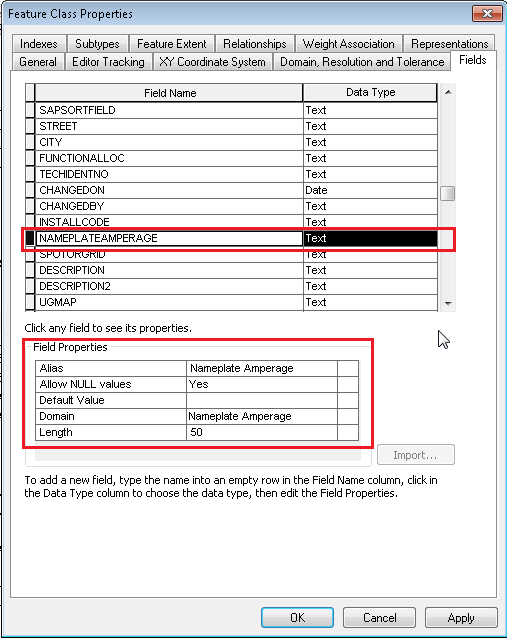 Feature Class Properties
Indexes Subtypes Feature Extent Relationships Weight Association Representations
General Editor Tracking XY Coordinate System Domain, Resolution and Tolerance Fields
Field Name Data Type
SAPSORTFIELD Text
STREET Text
CITY Text
FUNCTIONALLOC Text
TECHIDENTNO Text
CHANGEDON Date
CHANGEDBY Text
INSTALLCODE Text
NAMEPLATEAMPERAGE Text
SPOTORGRID Text
DESCRIPTION Text
DESCRIPTION2 Text
UGMAP Text
Click any field to see its properties.
Field Properties
Alias Nameplate Amperage
Allow NULL values Yes
Default Value
Domain Nameplate Amperage
Length 50
Import...
To add a new field, type the name into an empty row in the Field Name column, click in
the Data Type column to choose the data type, then edit the Field Properties.
OK Cancel Apply